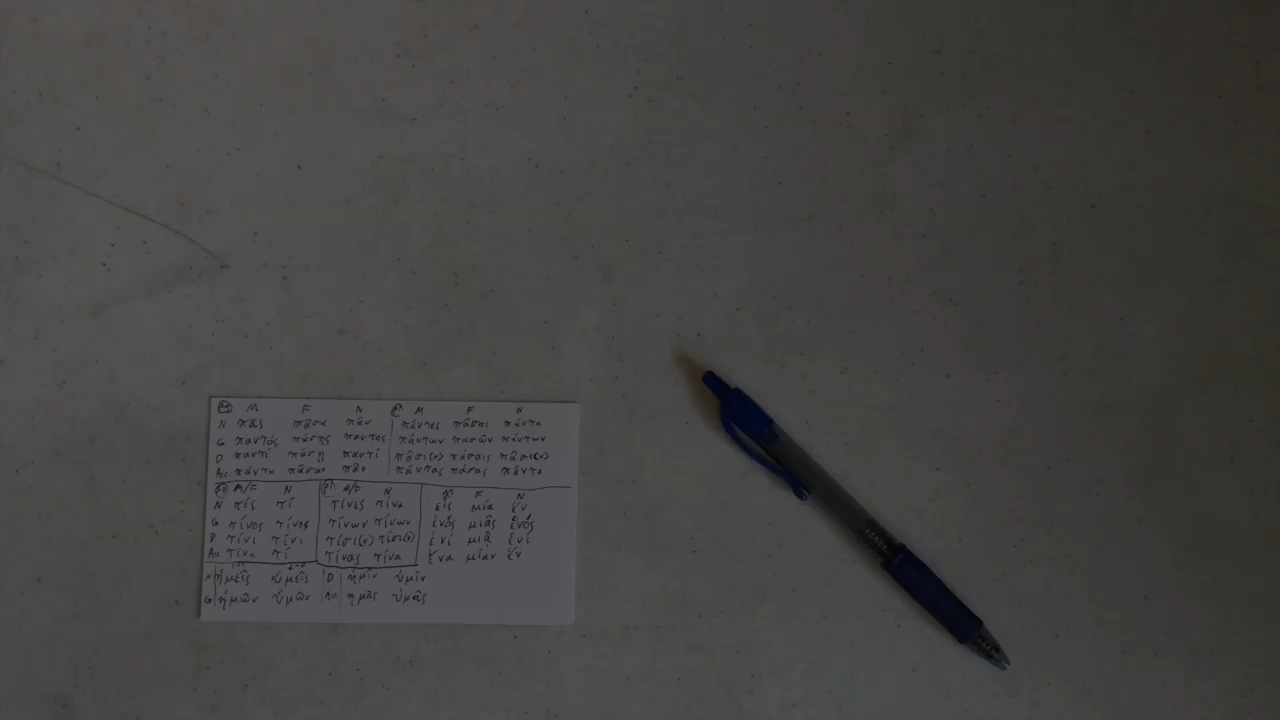 Sg M F N Pl M F N
N πᾶς πᾶσα πᾶν πάντες πᾶσαι πάντα
G παντός πάσης παντος πάντων πασῶν πάντων
D παντί πάσῃ παντί πᾶσι(ν) πάσαις πᾶσι(ν)
Ac πάντα πᾶσαν πᾶν πάντας πάσας πάντα
Sg M/F N Pl M/F N M F N
N τίς τί τίνες τίνα εἷς μία ἕν
G τίνος τίνος τίνων τίνων ἑνός μιᾶς ἑνός
D τίνι τίνι τίσι(ν) τίσι(ν) ἑνί μιᾷ ἑνί
Ac τίνα τί τίνας τίνα ἕνα μίαν ἕν
N ἡμεῖς ὑμεῖς D ἡμῖν ὑμῖν
G ἡμῶν ὑμῶν Ac ημᾶς ὑμᾶς